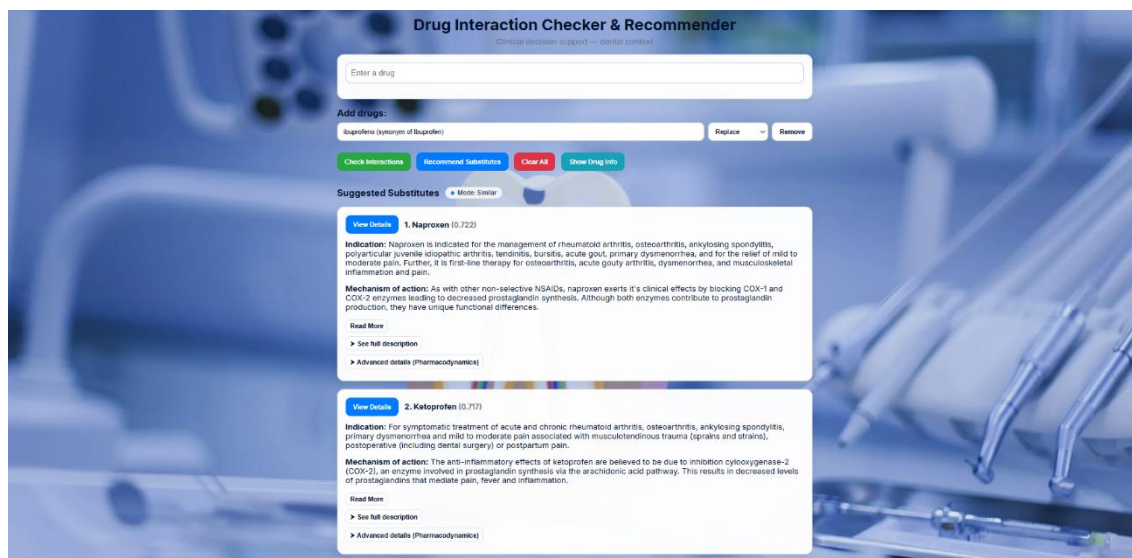 Drug Interaction Checker & Recommender
Clinical decision support — dental context
Enter a drug
Add drugs:
ibuprofeno (synonym of Ibuprofen)
Replace
Remove
Check Interactions
Recommend Substitutes
Clear All
Show Drug Info
Suggested Substitutes
Mode: Similar
View Details
1. Naproxen (0.722)
Indication: Naproxen is indicated for the management of rheumatoid arthritis, osteoarthritis, ankylosing spondylitis,
polyarticular juvenile idiopathic arthritis, tendinitis, bursitis, acute gout, primary dysmenorrhea, and for the relief of mild to
moderate pain. Further, it is first-line therapy for osteoarthritis, acute gouty arthritis, dysmenorrhea, and musculoskeletal
inflammation and pain.
Mechanism of action: As with other non-selective NSAIDs, naproxen exerts it's clinical effects by blocking COX-1 and
COX-2 enzymes leading to decreased prostaglandin synthesis. Although both enzymes contribute to prostaglandin
production, they have unique functional differences.
Read More
➤ See full description
➤ Advanced details (Pharmacodynamics)
View Details
2. Ketoprofen (0.717)
Indication: For symptomatic treatment of acute and chronic rheumatoid arthritis, osteoarthritis, ankylosing spondylitis,
primary dysmenorrhea and mild to moderate pain associated with musculotendinous trauma (sprains and strains),
postoperative (including dental surgery) or postpartum pain.
Mechanism of action: The anti-inflammatory effects of ketoprofen are believed to be due to inhibition cylooxygenase-2
(COX-2), an enzyme involved in prostaglandin synthesis via the arachidonic acid pathway. This results in decreased levels
of prostaglandins that mediate pain, fever and inflammation.
Read More
➤ See full description
➤ Advanced details (Pharmacodynamics)